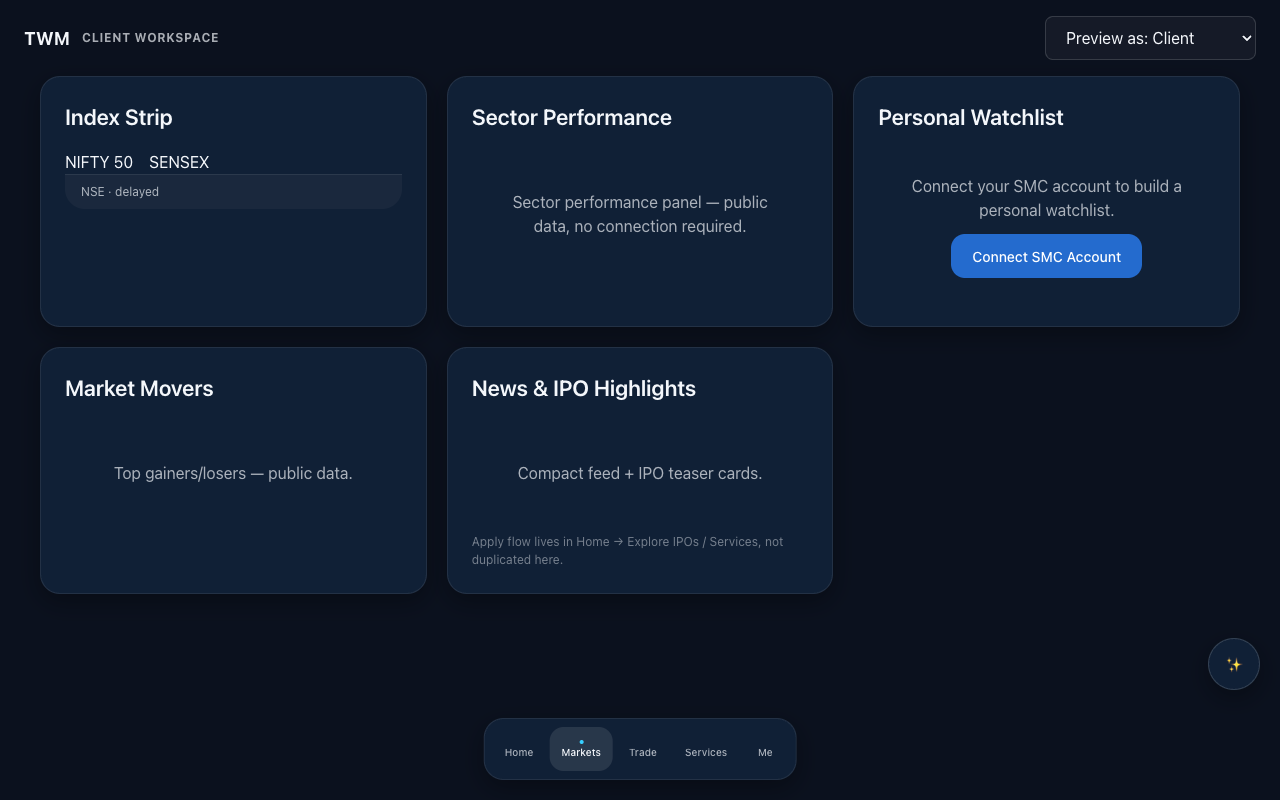 TWM CLIENT WORKSPACE
Preview as: Client
Index Strip
NIFTY 50 SENSEX
NSE · delayed
Sector Performance
Sector performance panel — public
data, no connection required.
Personal Watchlist
Connect your SMC account to build a
personal watchlist.
Connect SMC Account
Market Movers
Top gainers/losers — public data.
News & IPO Highlights
Compact feed + IPO teaser cards.
Apply flow lives in Home → Explore IPOs / Services, not
duplicated here.
Home
Markets
Trade
Services
Me